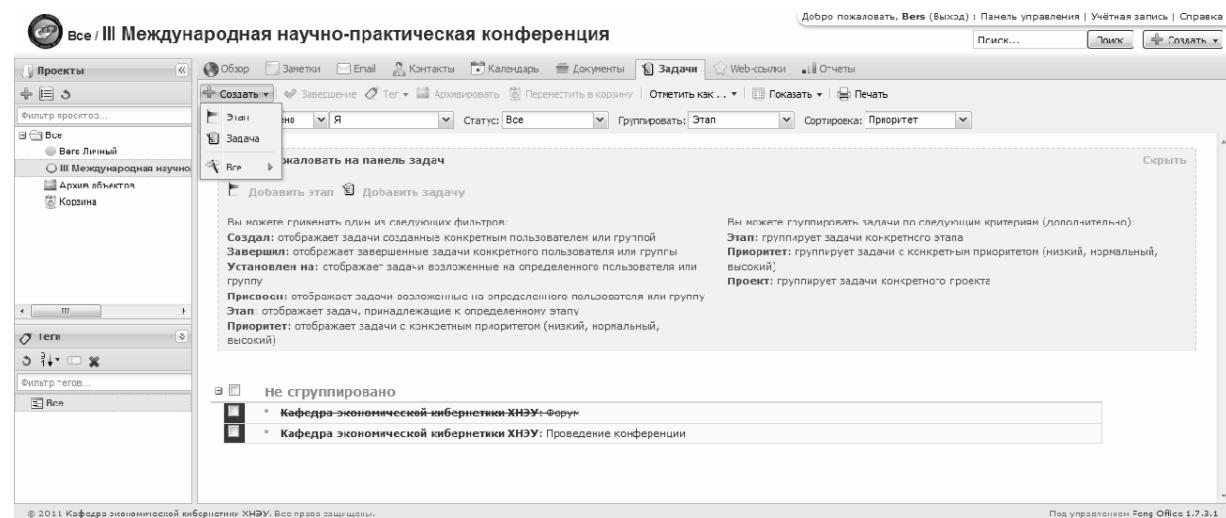 Добро пожаловать, Bers (Выход) : Панель управления | Учётная запись | Справка
Все / III Международная научно-практическая конференция
Поиск... Поиск Создать
Проекты
Обзор Заметки Email Контакты Календарь Документы Задачи Web-ссылки Отчеты
Создать Завершение Тег Архивировать Переместить в корзину Отметить как . . . Показать Печать
Фильтр проектов...
но Я Статус: Все Группировать: Этап Сортировка: Приоритет
Этап
Задача
Все
Все
Bers Личный
III Международная научно
Архив объектов
Корзина
жаловать на панель задач Скрыть
Добавить этап Добавить задачу
Вы можете применить один из следующих фильтров:
Создал: отображает задачи созданные конкретным пользователем или группой
Завершил: отображает завершенные задачи конкретного пользователя или группы
Установлен на: отображает задачи возложенные на определенного пользователя или
группу
Присвоен: отображает задачи возложенные на определенного пользователя или группу
Этап: отображает задач, принадлежащие к определенному этапу
Приоритет: отображает задачи с конкретным приоритетом (низкий, нормальный,
высокий)
Вы можете группировать задачи по следующим критериям (дополнительно):
Этап: группирует задачи конкретного этапа
Приоритет: группирует задачи с конкретным приоритетом (низкий, нормальный,
высокий)
Проект: группирует задачи конкретного проекта
Теги
Фильтр тегов...
Все
Не сгруппировано
Кафедра экономической кибернетики ХНЭУ: Форум
Кафедра экономической кибернетики ХНЭУ: Проведение конференции
© 2011 Кафедра экономической кибернетики ХНЭУ. Все права защищены.
Под управлением Feng Office 1.7.3.1